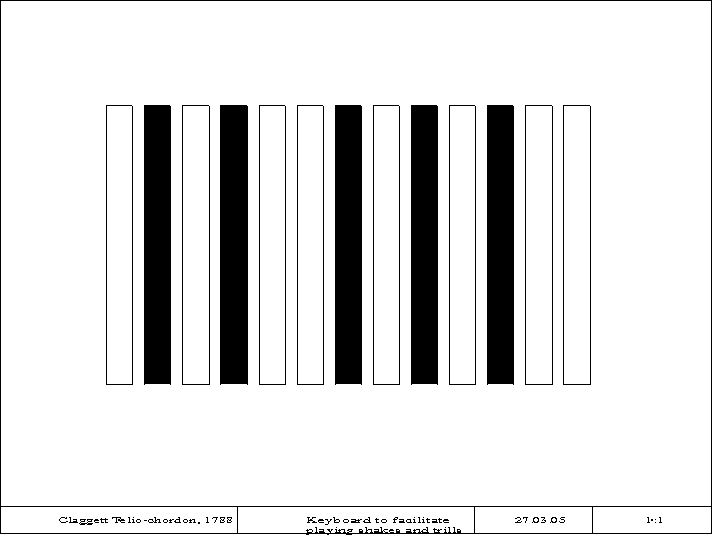 Claggett Telio-chordon, 1788
Keyboard to facilitate
playing shakes and trills
27.03.05
1:1